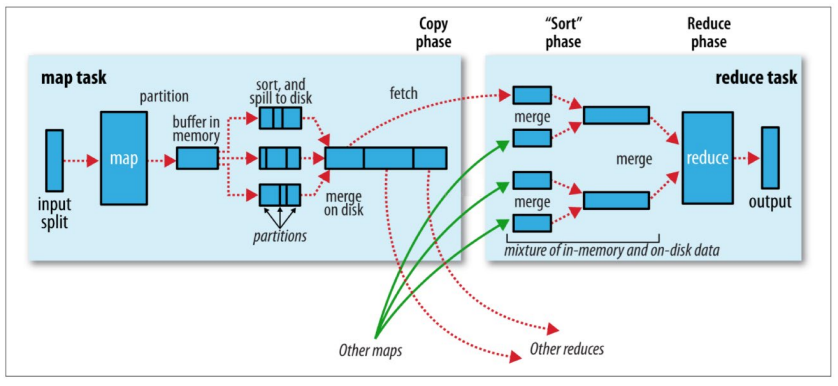 Copy
phase
“Sort”
phase
Reduce
phase
map task
reduce task
partition
sort, and
spill to disk
buffer in
memory
fetch
map
input
split
merge
on disk
partitions
merge
merge
merge
reduce
output
mixture of in-memory and on-disk data
Other maps
Other reduces